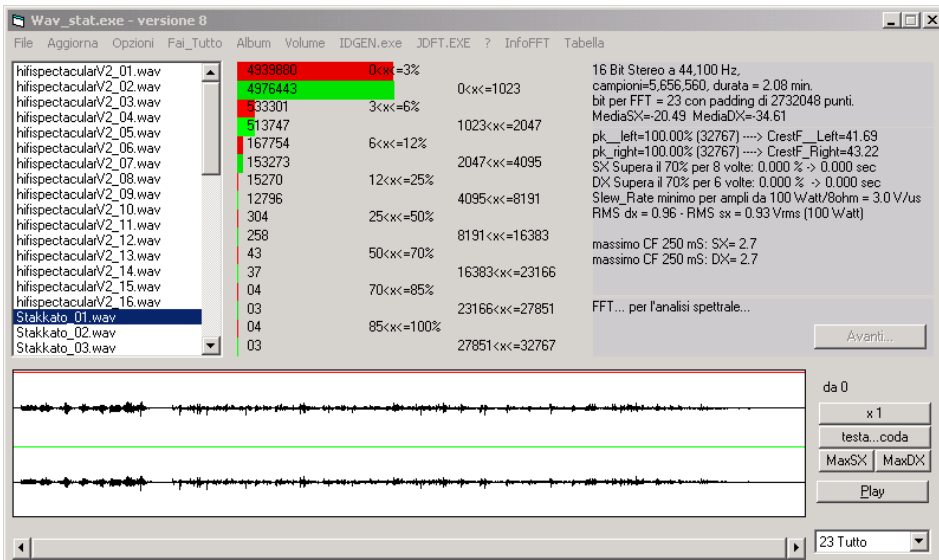 Wav_stat.exe - versione 8
File Aggiorna Opzioni Fai_Tutto Album Volume IDGEN.exe JDFT.EXE ? InfoFFT Tabella
hifispectacularV2_01.wav
hifispectacularV2_02.wav
hifispectacularV2_03.wav
hifispectacularV2_04.wav
hifispectacularV2_05.wav
hifispectacularV2_06.wav
hifispectacularV2_07.wav
hifispectacularV2_08.wav
hifispectacularV2_09.wav
hifispectacularV2_10.wav
hifispectacularV2_11.wav
hifispectacularV2_12.wav
hifispectacularV2_13.wav
hifispectacularV2_14.wav
hifispectacularV2_15.wav
hifispectacularV2_16.wav
Stakkato_01.wav
Stakkato_02.wav
Stakkato_03.wav
4939880 0<x<=3%
4976443 0<x<=1023
533301 3<x<=6%
513747 1023<x<=2047
167754 6<x<=12%
153273 2047<x<=4095
15270 12<x<=25%
12796 4095<x<=8191
304 25<x<=50%
258 8191<x<=16383
43 50<x<=70%
37 16383<x<=23166
04 70<x<=85%
03 23166<x<=27851
04 85<x<=100%
03 27851<x<=32767
16 Bit Stereo a 44,100 Hz,
campioni=5,656,560, durata = 2.08 min.
bit per FFT = 23 con padding di 2732048 punti.
MediaSX=-20.49 MediaDX=-34.61
pk__left=100.00% (32767) ----> CrestF__Left=41.69
pk_right=100.00% (32767) ----> CrestF_Right=43.22
SX Supera il 70% per 8 volte: 0.000 % -> 0.000 sec
DX Supera il 70% per 6 volte: 0.000 % -> 0.000 sec
Slew_Rate minimo per ampli da 100 Watt/8ohm = 3.0 V/us
RMS dx = 0.96 - RMS sx = 0.93 Vrms (100 Watt)
massimo CF 250 mS: SX= 2.7
massimo CF 250 mS: DX= 2.7
FFT... per l'analisi spettrale...
Avanti...
da 0
x 1
testa...coda
MaxSX MaxDX
Play
23 Tutto